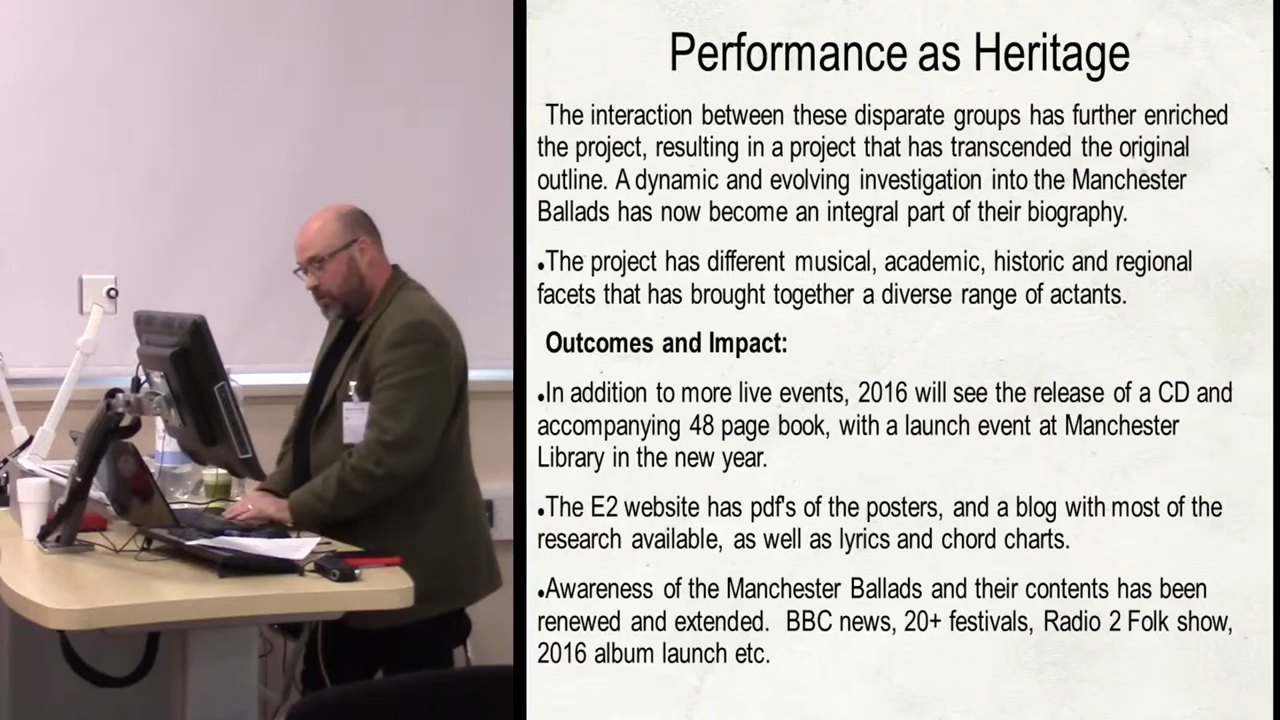 Performance as Heritage
The interaction between these disparate groups has further enriched
the project, resulting in a project that has transcended the original
outline. A dynamic and evolving investigation into the Manchester
Ballads has now become an integral part of their biography.
•The project has different musical, academic, historic and regional
facets that has brought together a diverse range of actants.
Outcomes and Impact:
•In addition to more live events, 2016 will see the release of a CD and
accompanying 48 page book, with a launch event at Manchester
Library in the new year.
•The E2 website has pdf's of the posters, and a blog with most of the
research available, as well as lyrics and chord charts.
•Awareness of the Manchester Ballads and their contents has been
renewed and extended.  BBC news, 20+ festivals, Radio 2 Folk show,
2016 album launch etc.